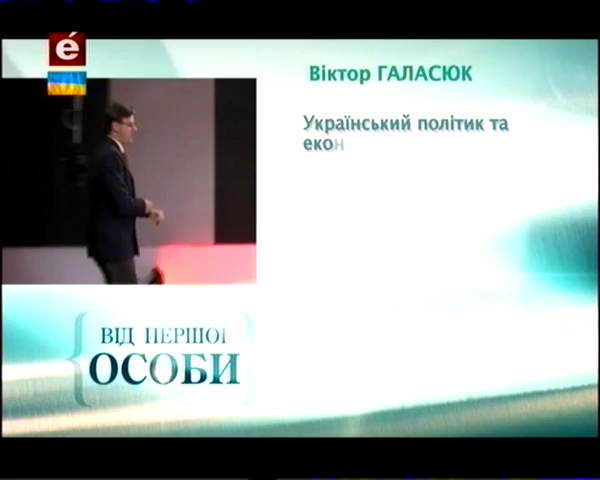 é
Віктор ГАЛАСЮК
Український політик та
екон
ВІД ПЕРШОЇ
ОСОБИ